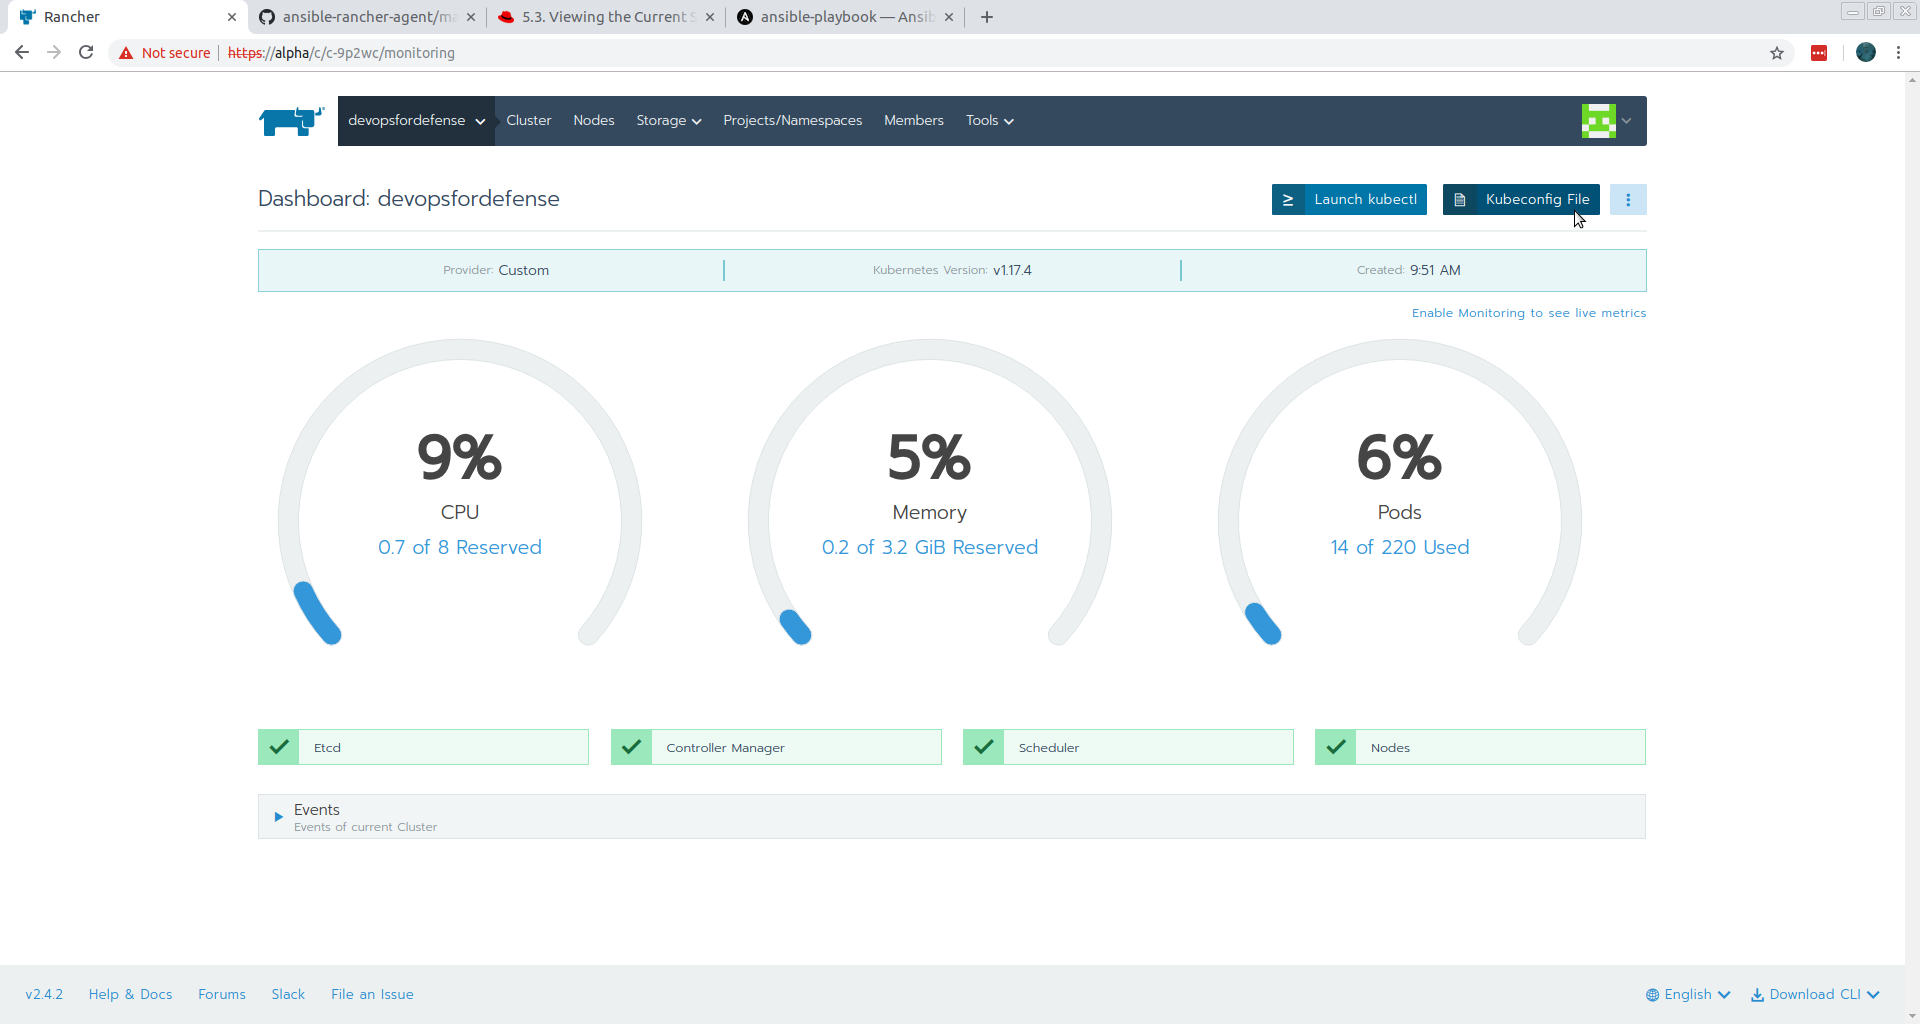 Rancher
ansible-rancher-agent/ma
5.3. Viewing the Current S
ansible-playbook — Ansib
Not secure
https://alpha/c/c-9p2wc/monitoring
devopsfordefense
Cluster
Nodes
Storage
Projects/Namespaces
Members
Tools
Dashboard: devopsfordefense
Launch kubectl
Kubeconfig File
Provider: Custom
Kubernetes Version: v1.17.4
Created: 9:51 AM
Enable Monitoring to see live metrics
9%
CPU
0.7 of 8 Reserved
5%
Memory
0.2 of 3.2 GiB Reserved
6%
Pods
14 of 220 Used
Etcd
Controller Manager
Scheduler
Nodes
Events
Events of current Cluster
v2.4.2
Help & Docs
Forums
Slack
File an Issue
English
Download CLI